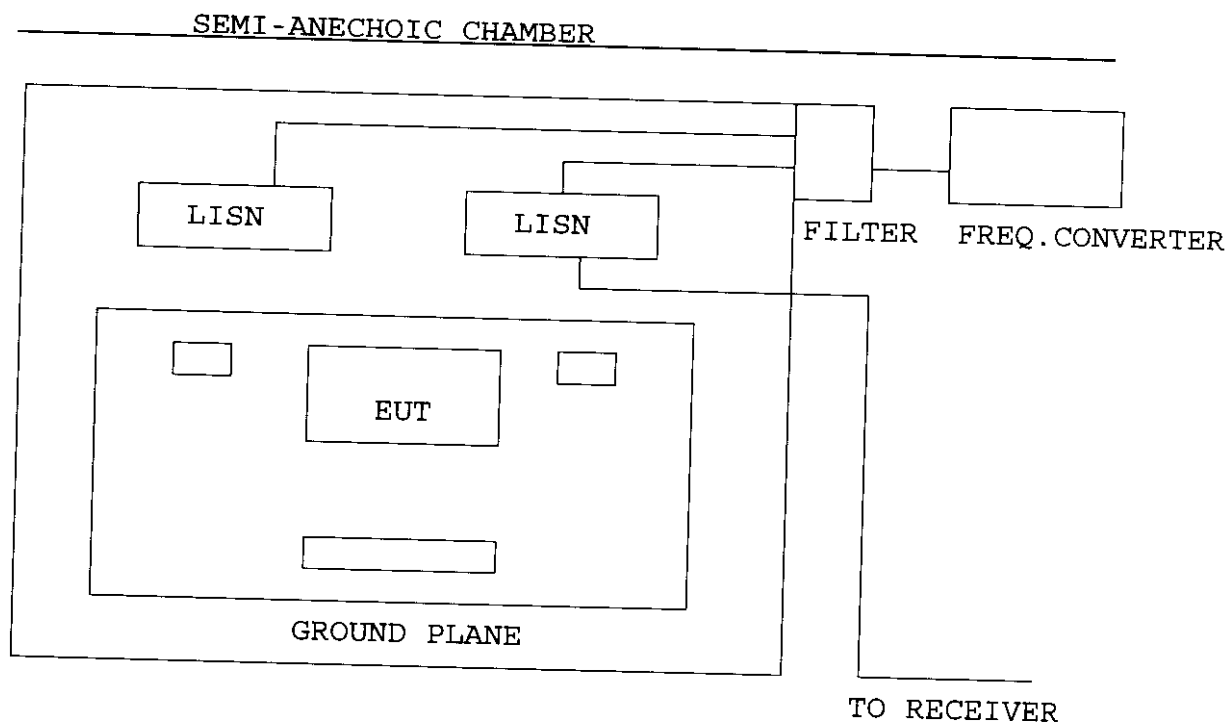 SEMI-ANECHOIC CHAMBER
LISN
LISN
FILTER
FREQ.CONVERTER
EUT
GROUND PLANE
TO RECEIVER